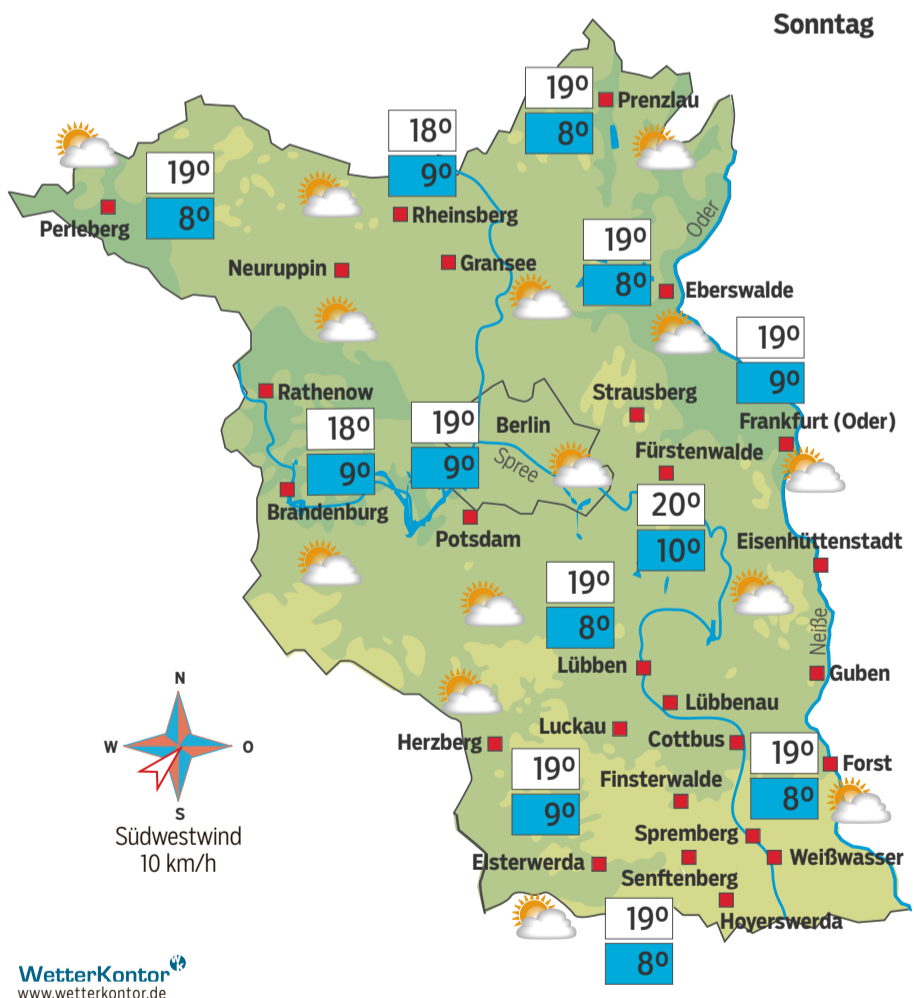 Sonntag
19°
8°
Prenzlau
18°
9°
19°
8°
Perleberg
Rheinsberg
Oder
19°
8°
Neuruppin
Gransee
Eberswalde
19°
9°
Rathenow
Strausberg
18°
9°
19°
9°
Berlin
Spree
Frankfurt (Oder)
Fürstenwalde
Brandenburg
Potsdam
20°
10°
Eisenhüttenstadt
19°
8°
Neiße
Lübben
Guben
N
W
O
S
Südwestwind
10 km/h
Lübbenau
Luckau
Herzberg
Cottbus
19°
8°
Forst
19°
9°
Finsterwalde
Spremberg
Weißwasser
Elsterwerda
Senftenberg
Hoyerswerda
19°
8°
WetterKontor
WK
www.wetterkontor.de